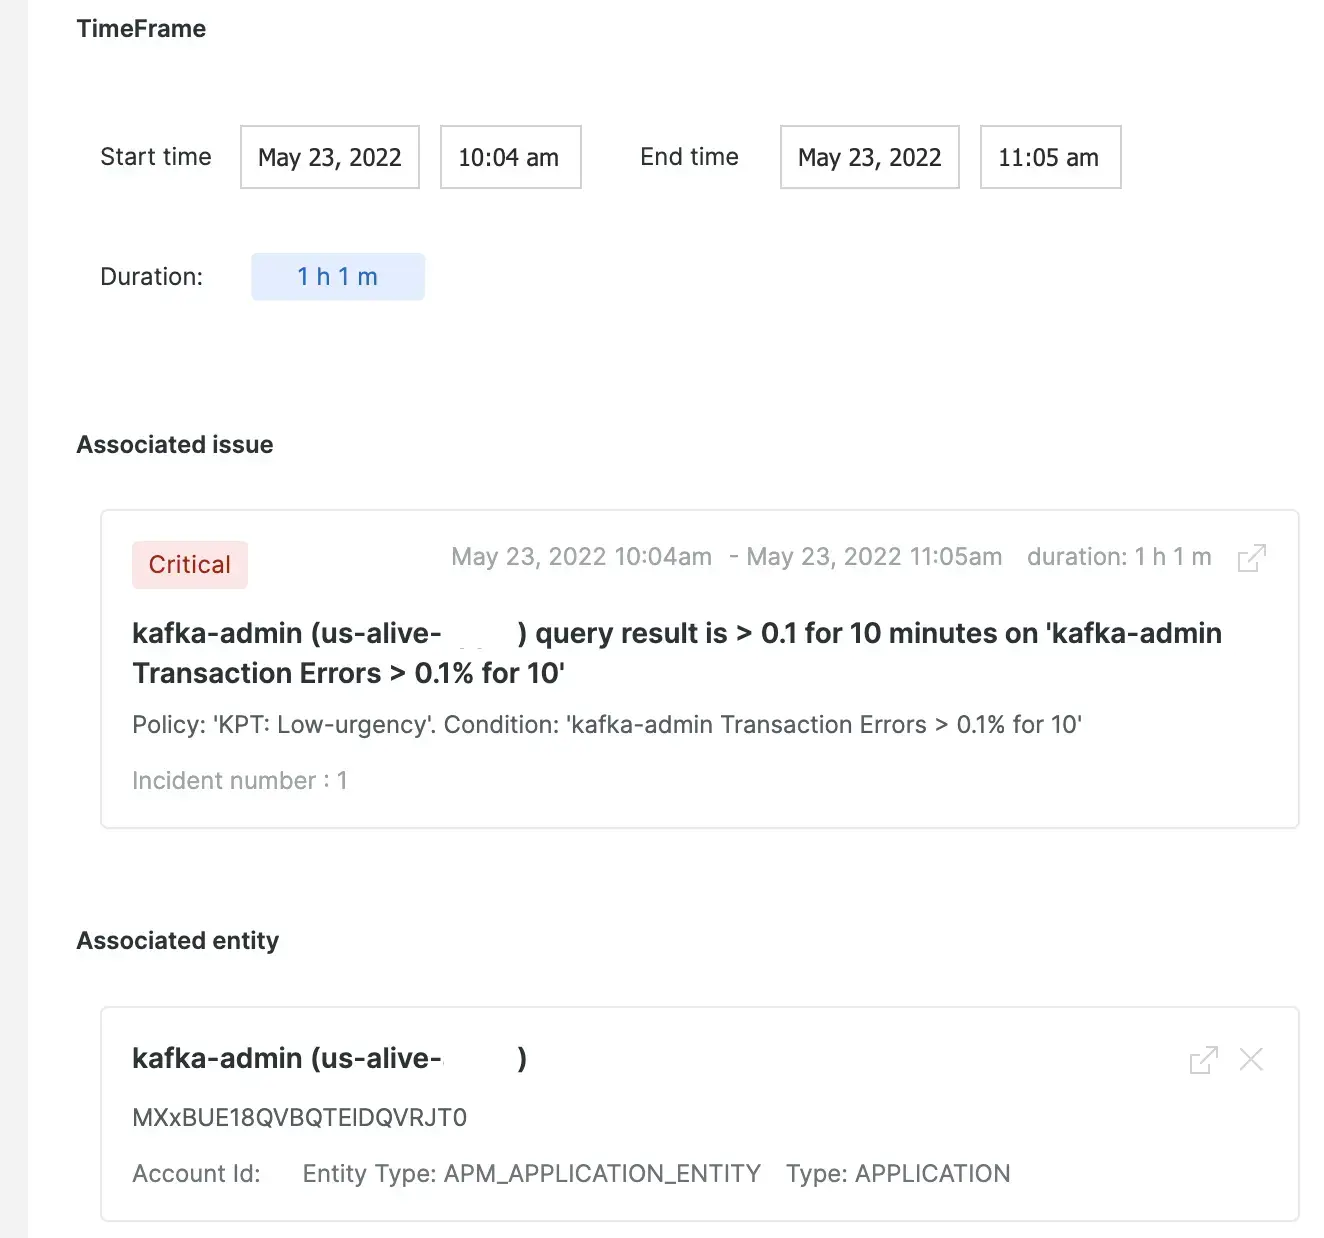 TimeFrame
Start time May 23, 2022 10:04 am End time May 23, 2022 11:05 am
Duration: 1 h 1 m
Associated issue
Critical May 23, 2022 10:04am - May 23, 2022 11:05am duration: 1 h 1 m
kafka-admin (us-alive- ) query result is > 0.1 for 10 minutes on 'kafka-admin
Transaction Errors > 0.1% for 10'
Policy: 'KPT: Low-urgency'. Condition: 'kafka-admin Transaction Errors > 0.1% for 10'
Incident number : 1
Associated entity
kafka-admin (us-alive- )
MXxBUE18QVBQTElDQVRJT0
Account Id: Entity Type: APM_APPLICATION_ENTITY Type: APPLICATION